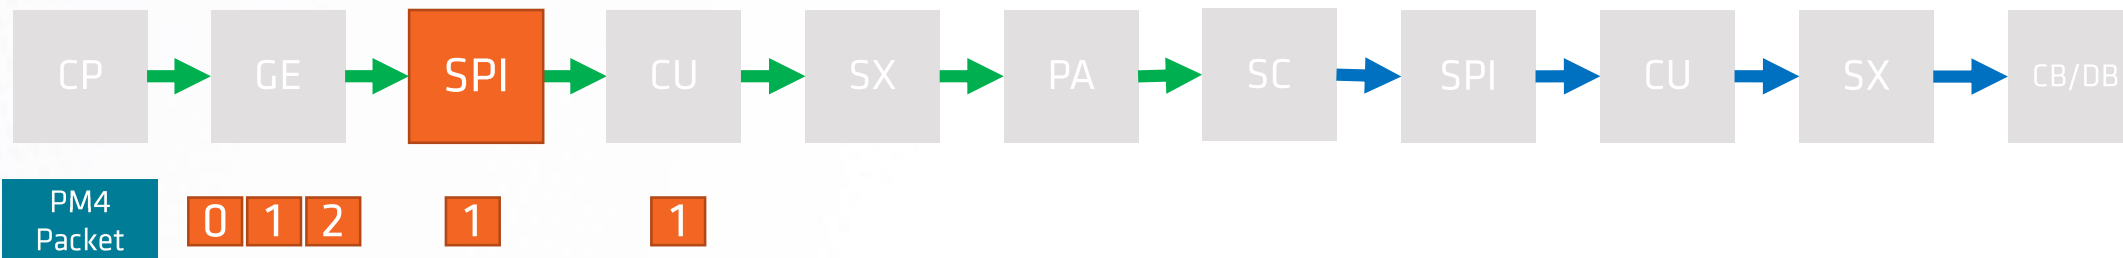 CP GE SPI CU SX PA SC SPI CU SX CB/DB
PM4
Packet
0 1 2 1 1